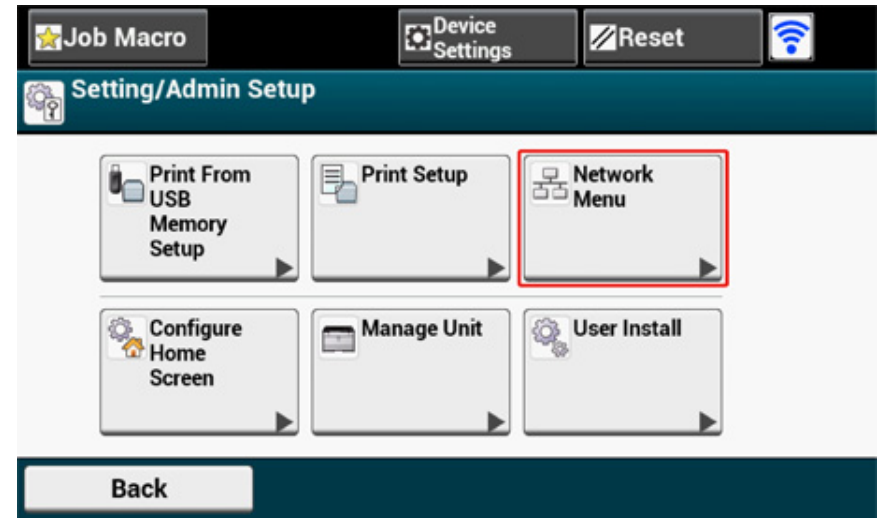 Job Macro
Device
Settings
Reset
Setting/Admin Setup
Print From
USB
Memory
Setup
Print Setup
Network
Menu
Configure
Home
Screen
Manage Unit
User Install
Back